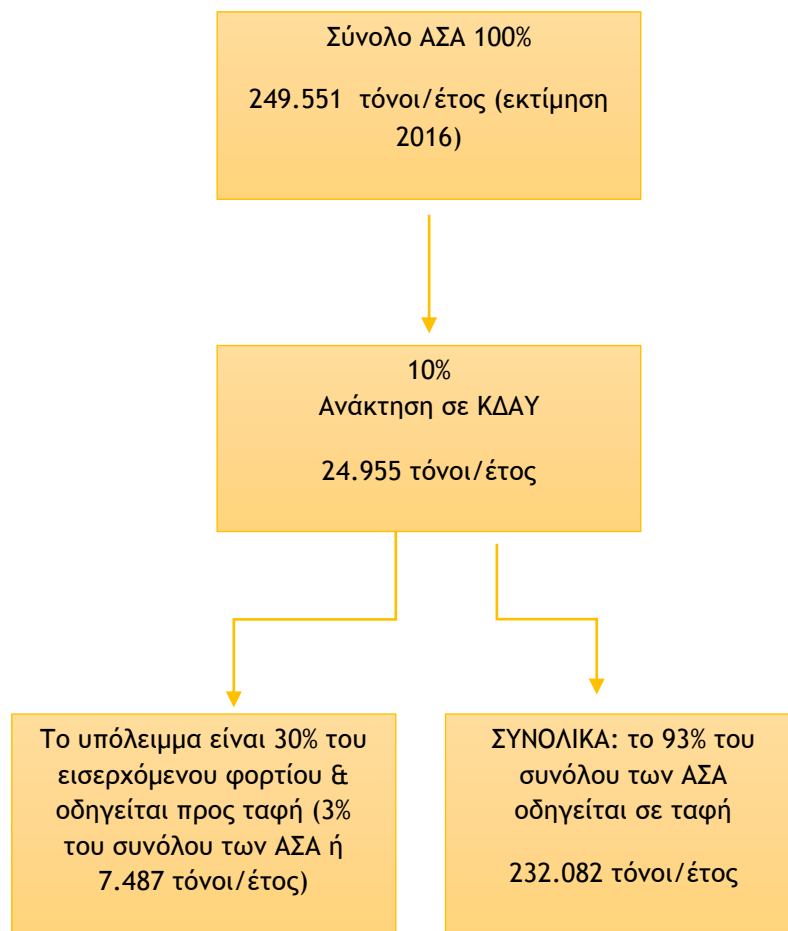 Σύνολο ΑΣΑ 100%
249.551 τόνοι/έτος (εκτίμηση
2016)
10%
Ανάκτηση σε ΚΔΑΥ
24.955 τόνοι/έτος
Το υπόλειμμα είναι 30% του
εισερχόμενου φορτίου &
οδηγείται προς ταφή (3%
του συνόλου των ΑΣΑ ή
7.487 τόνοι/έτος)
ΣΥΝΟΛΙΚΑ: το 93% του
συνόλου των ΑΣΑ
οδηγείται σε ταφή
232.082 τόνοι/έτος